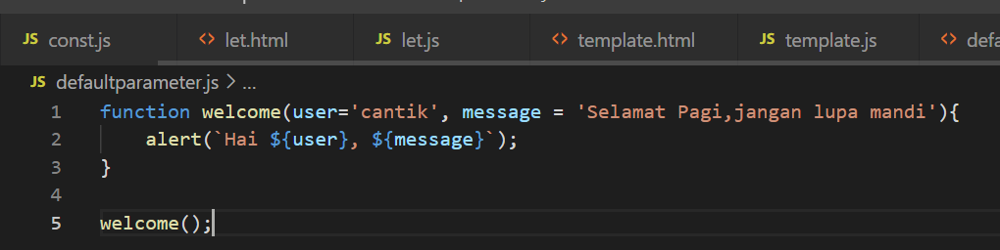 JS const.js <> let.html JS let.js <> template.html JS template.js <> defa
JS defaultparameter.js > ...
1 function welcome(user='cantik', message = 'Selamat Pagi,jangan lupa mandi'){
2 alert(`Hai ${user}, ${message}`);
3 }
4
5 welcome();